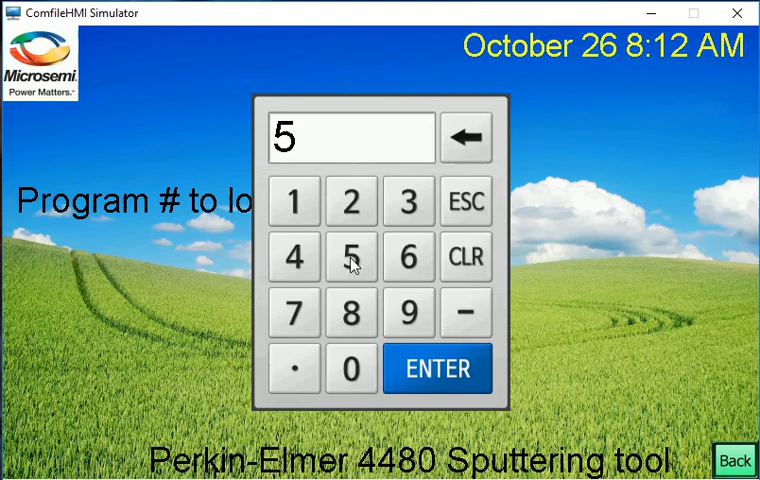 ComfileHMI Simulator
October 26 8:12 AM
Microsemi.
Power Matters.™
5
Program # to lo
1 2 3 ESC
4 5 6 CLR
7 8 9 −
. 0 ENTER
Perkin-Elmer 4480 Sputtering tool
Back